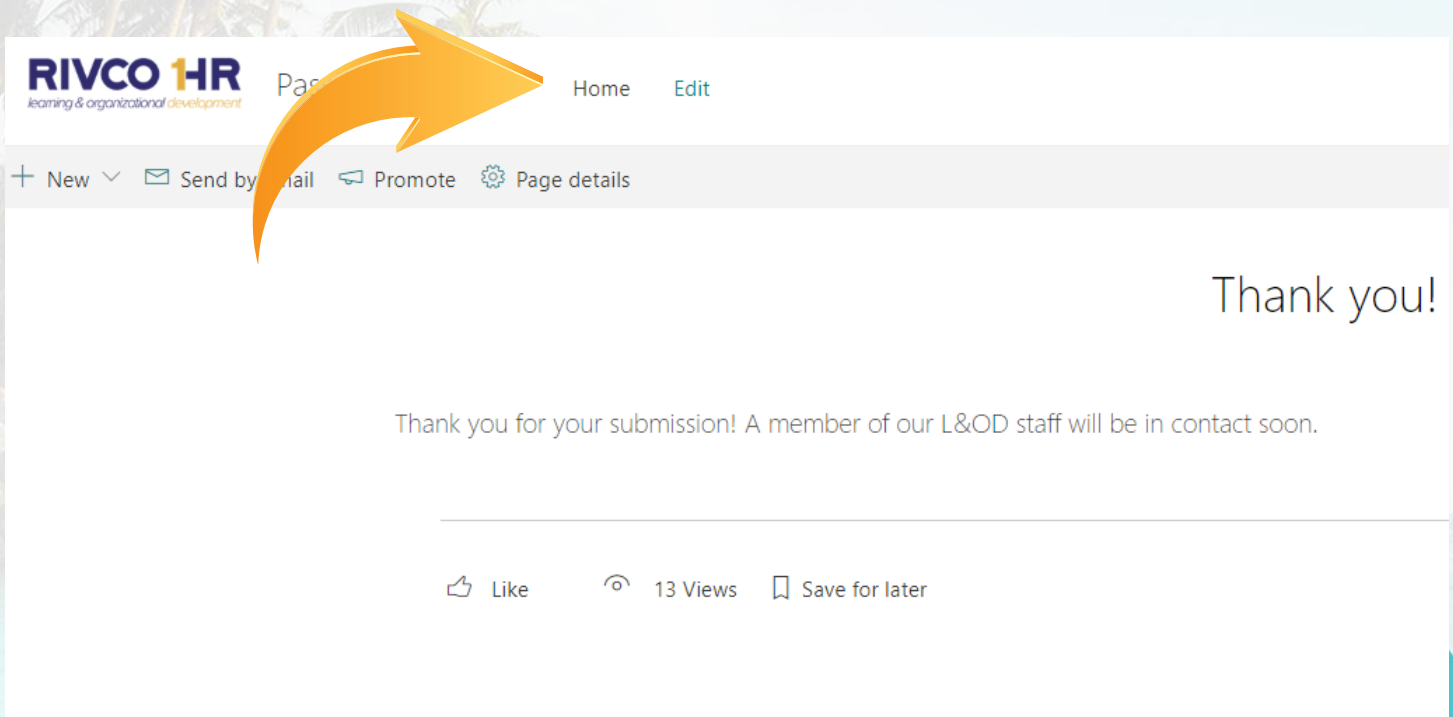 RIVCO 1HR
learning & organizational development
Home Edit
New Send by Promote Page details
Thank you!
Thank you for your submission! A member of our L&OD staff will be in contact soon.
Like 13 Views Save for later